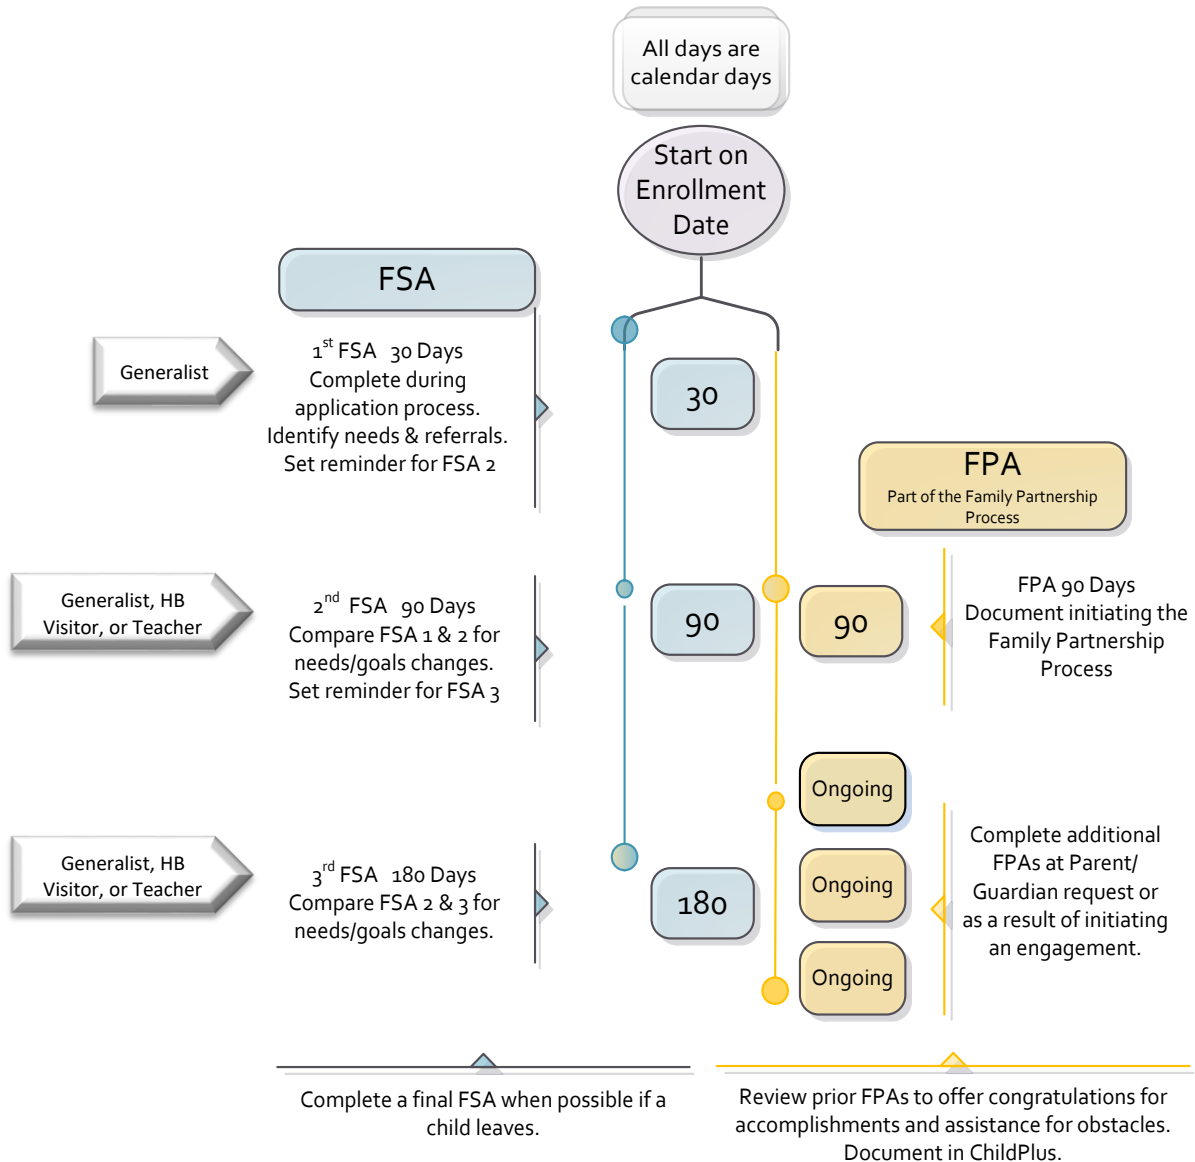 All days are
calendar days
Start on
Enrollment
Date
FSA
Generalist
1st FSA 30 Days
Complete during
application process.
Identify needs & referrals.
Set reminder for FSA 2
30
FPA
Part of the Family Partnership
Process
Generalist, HB
Visitor, or Teacher
2nd FSA 90 Days
Compare FSA 1 & 2 for
needs/goals changes.
Set reminder for FSA 3
90
90
FPA 90 Days
Document initiating the
Family Partnership
Process
Generalist, HB
Visitor, or Teacher
3rd FSA 180 Days
Compare FSA 2 & 3 for
needs/goals changes.
180
Ongoing
Ongoing
Ongoing
Complete additional
FPAs at Parent/
Guardian request or
as a result of initiating
an engagement.
Complete a final FSA when possible if a
child leaves.
Review prior FPAs to offer congratulations for
accomplishments and assistance for obstacles.
Document in ChildPlus.